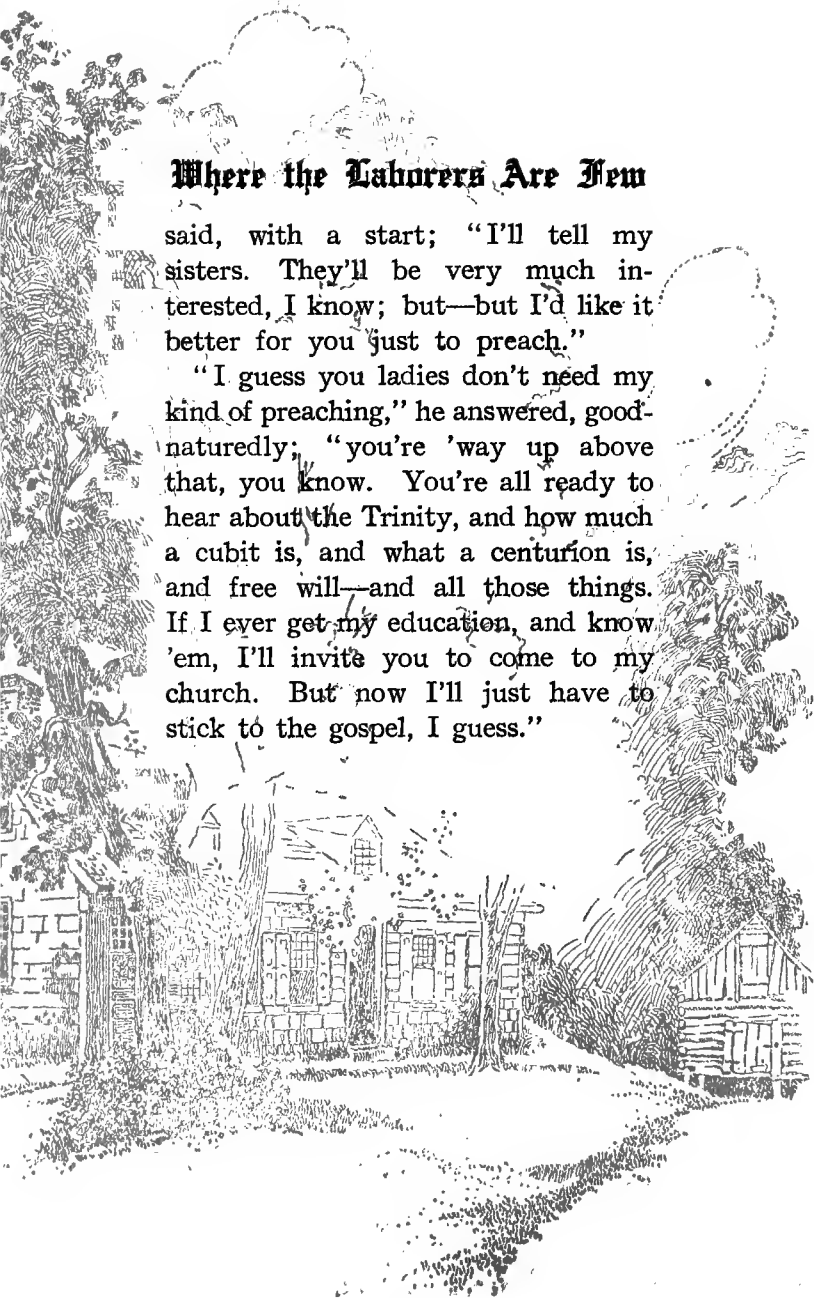 Where the Laborers Are Few
said, with a start; "I'll tell my
sisters. They'll be very much in-
terested, I know; but—but I'd like it
better for you just to preach."
"I guess you ladies don't need my
kind of preaching," he answered, good-
naturedly; "you're 'way up above
that, you know. You're all ready to
hear about the Trinity, and how much
a cubit is, and what a centurion is,
and free will—and all those things.
If I ever get my education, and know
'em, I'll invite you to come to my
church. But now I'll just have to
stick to the gospel, I guess."